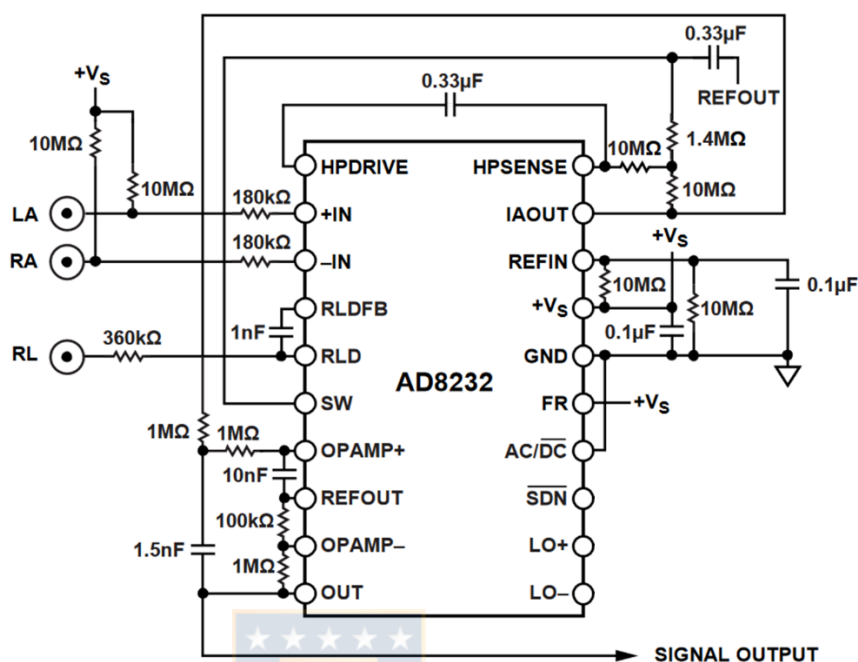 0.33µF
REFOUT
0.33µF
+VS
10MΩ
10MΩ
LA
180kΩ
RA
180kΩ
1nF
RL
360kΩ
1MΩ
1MΩ
10nF
100kΩ
1.5nF
1MΩ
HPDRIVE
+IN
–IN
RLDFB
RLD
SW
OPAMP+
REFOUT
OPAMP–
OUT
AD8232
HPSENSE
IAOUT
REFIN
+VS
GND
FR
AC/DC
SDN
LO+
LO–
10MΩ
1.4MΩ
10MΩ
+VS
10MΩ
10MΩ
0.1µF
0.1µF
+VS
SIGNAL OUTPUT